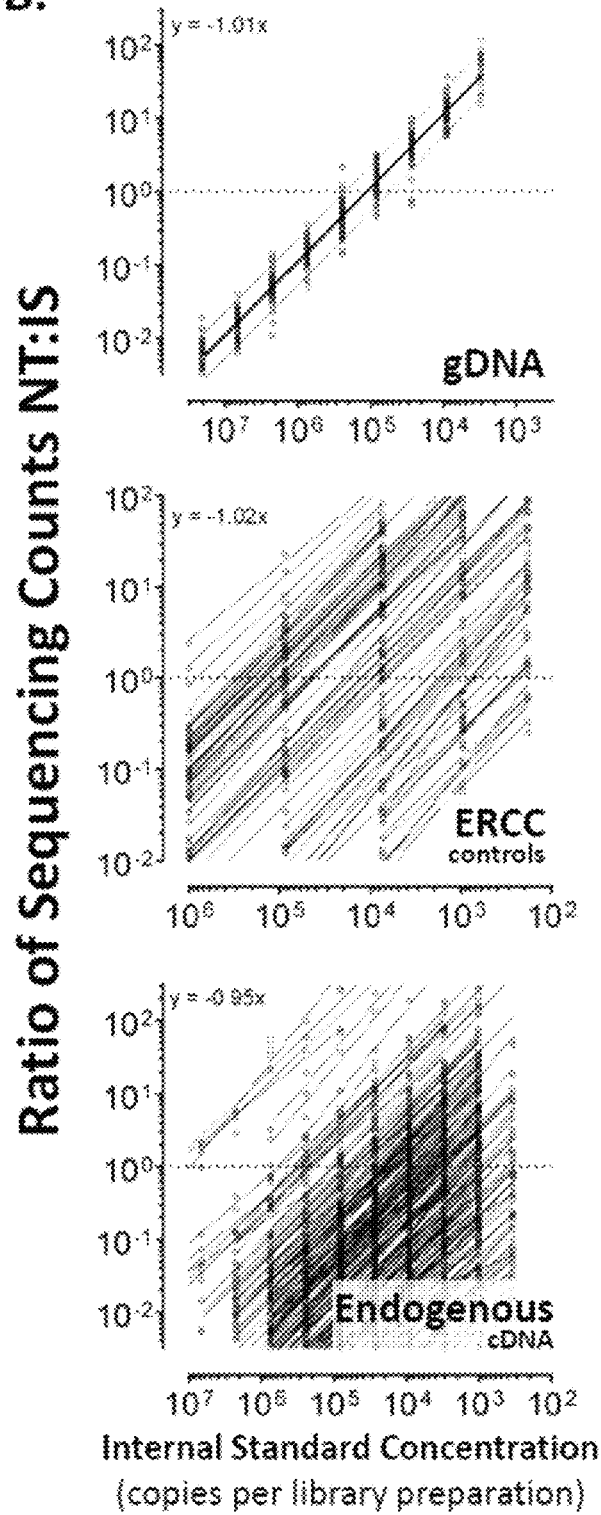 B.
Ratio of Sequencing Counts NT:IS
y = -1.01x
10²
10¹
10⁰
10⁻¹
10⁻²
gDNA
10⁷ 10⁶ 10⁵ 10⁴ 10³
y = -1.02x
10²
10¹
10⁰
10⁻¹
10⁻²
ERCC
controls
10⁶ 10⁵ 10⁴ 10³ 10²
y = -0.95x
10²
10¹
10⁰
10⁻¹
10⁻²
Endogenous
cDNA
10⁷ 10⁶ 10⁵ 10⁴ 10³ 10²
Internal Standard Concentration
(copies per library preparation)